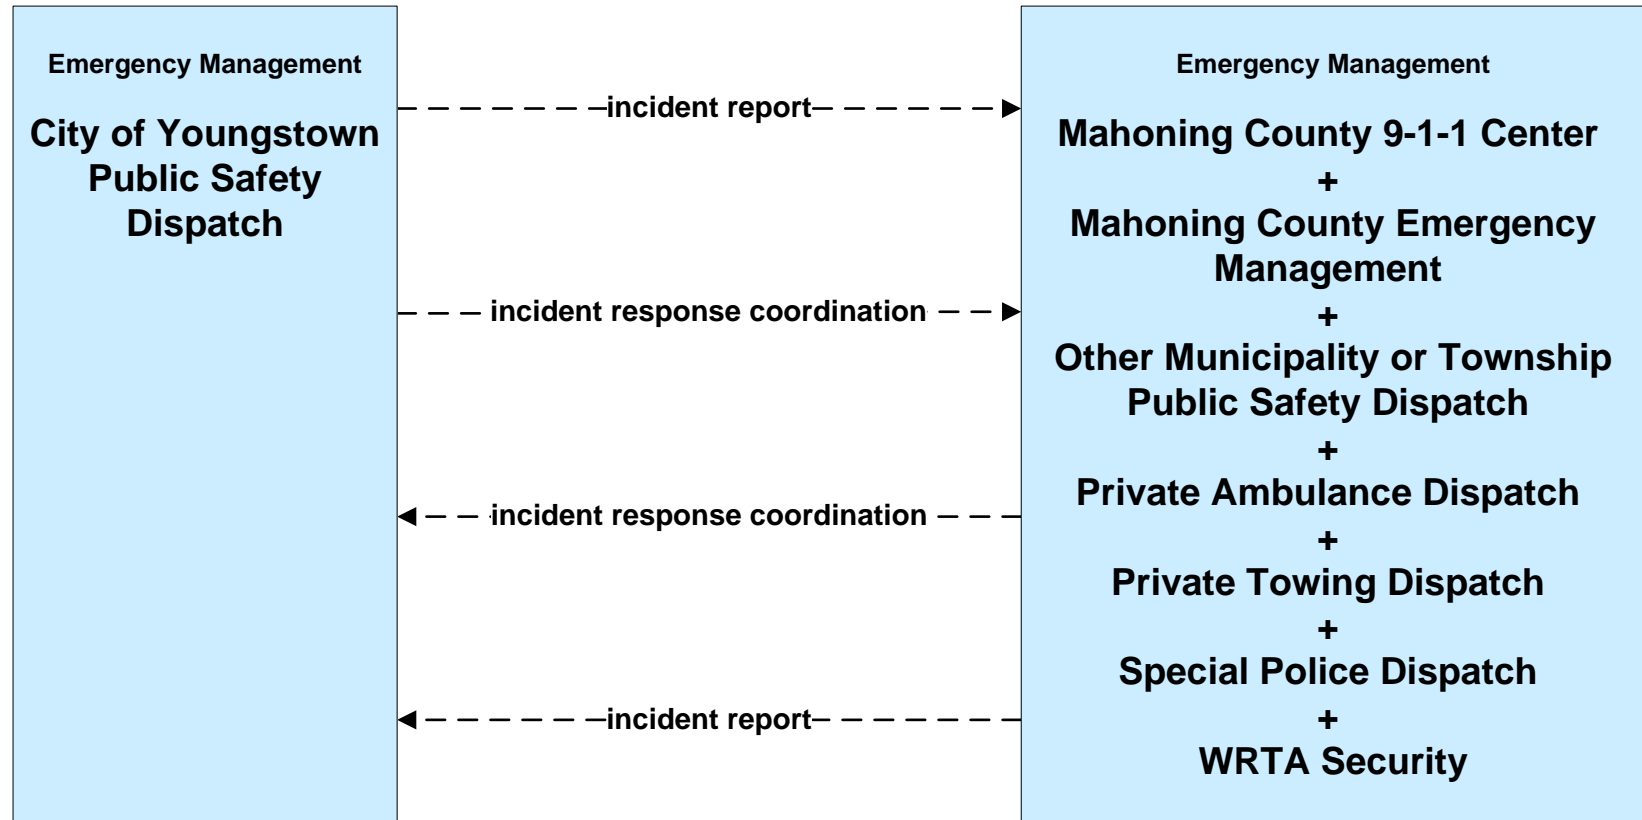 Emergency Management
City of Youngstown
Public Safety
Dispatch
incident report
incident response coordination
incident response coordination
incident report
Emergency Management
Mahoning County 9-1-1 Center
+
Mahoning County Emergency
Management
+
Other Municipality or Township
Public Safety Dispatch
+
Private Ambulance Dispatch
+
Private Towing Dispatch
+
Special Police Dispatch
+
WRTA Security